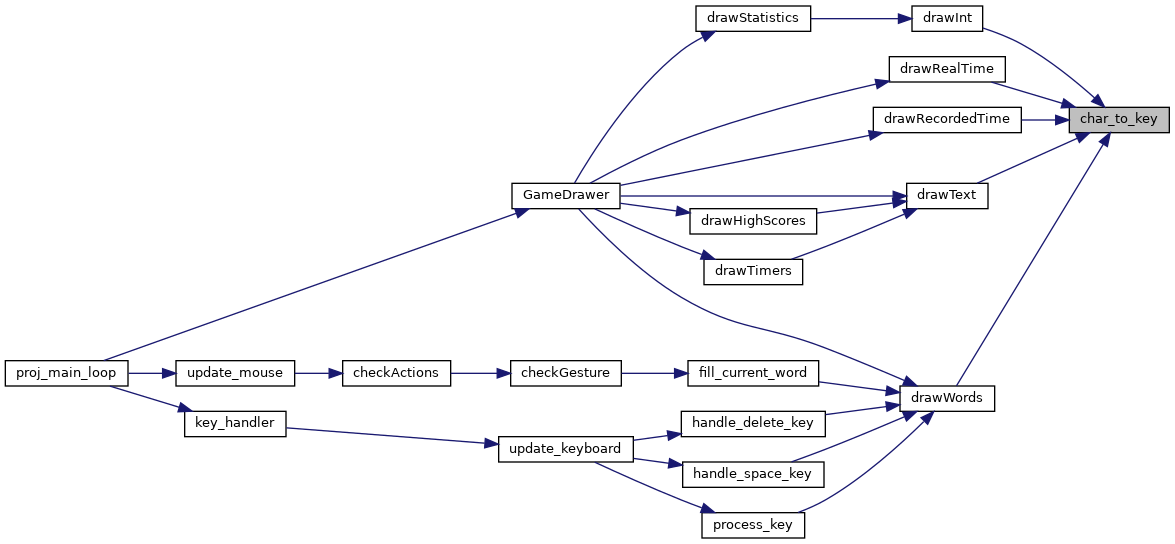 drawStatistics
drawInt
drawRealTime
drawRecordedTime
char_to_key
GameDrawer
drawText
drawHighScores
drawTimers
proj_main_loop
update_mouse
checkActions
checkGesture
fill_current_word
drawWords
key_handler
handle_delete_key
update_keyboard
handle_space_key
process_key